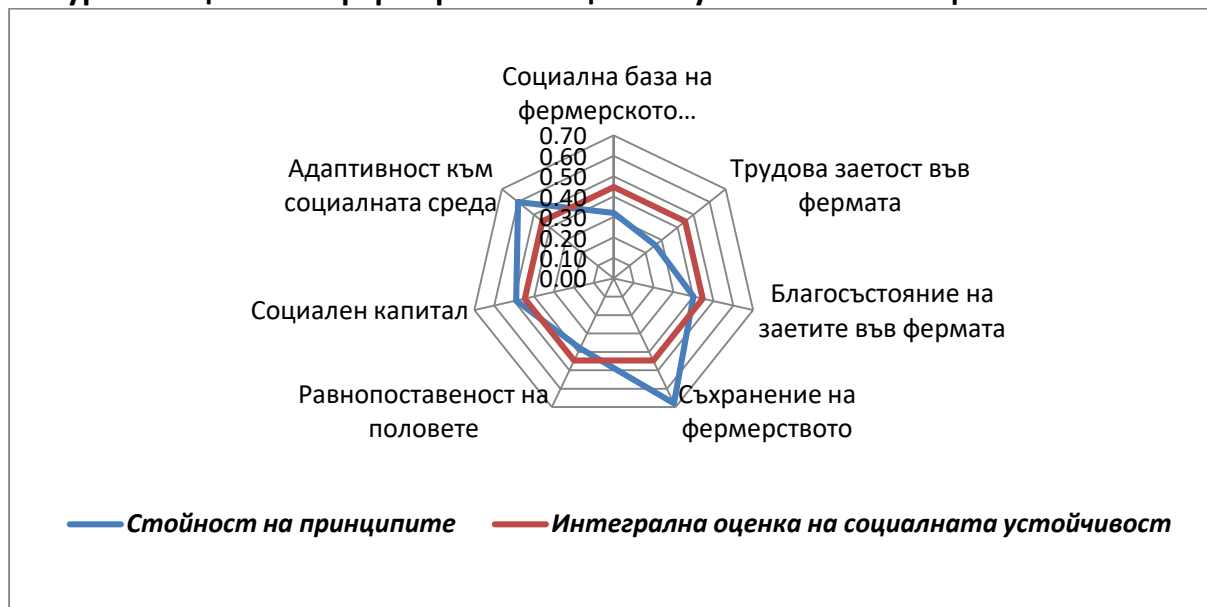 Социална база на
фермерското...
0.70
0.60
0.50
0.40
0.30
0.20
0.10
0.00
Трудова заетост във
фермата
Благосъстояние на
заетите във фермата
Съхранение на
фермерството
Равнопоставеност на
половете
Социален капитал
Адаптивност към
социалната среда
Стойност на принципите
Интегрална оценка на социалната устойчивост